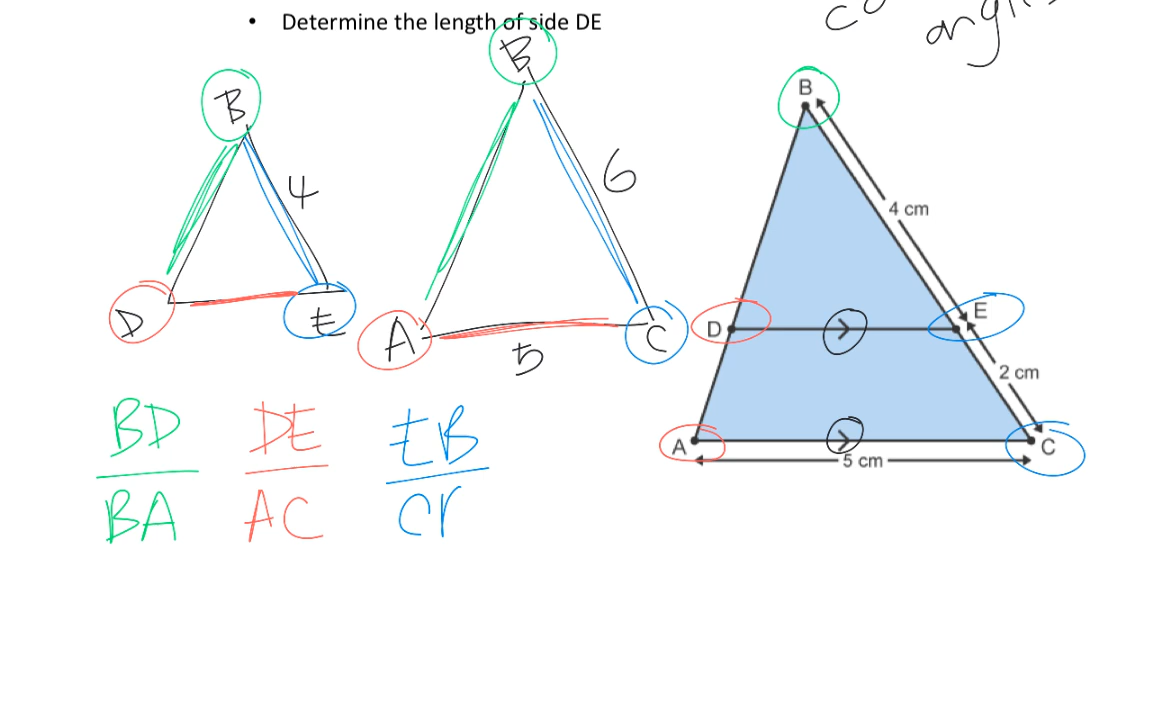 • Determine the length of side DE
B
4
D
E
B
6
A
5
C
B
4 cm
D
E
2 cm
A
C
5 cm
BD DE EB
BA AC